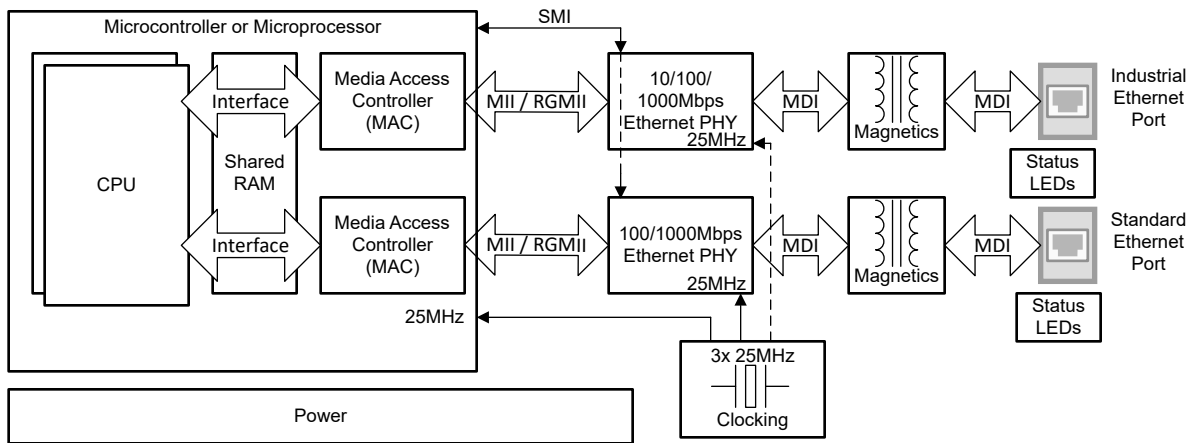 Microcontroller or Microprocessor
SMI
CPU
Interface
Shared
RAM
Interface
Media Access
Controller
(MAC)
MII / RGMII
10/100/
1000Mbps
Ethernet PHY
25MHz
MDI
Magnetics
MDI
Industrial
Ethernet
Port
Status
LEDs
Media Access
Controller
(MAC)
MII / RGMII
100/1000Mbps
Ethernet PHY
25MHz
MDI
Magnetics
MDI
Standard
Ethernet
Port
Status
LEDs
25MHz
3x 25MHz
Clocking
Power